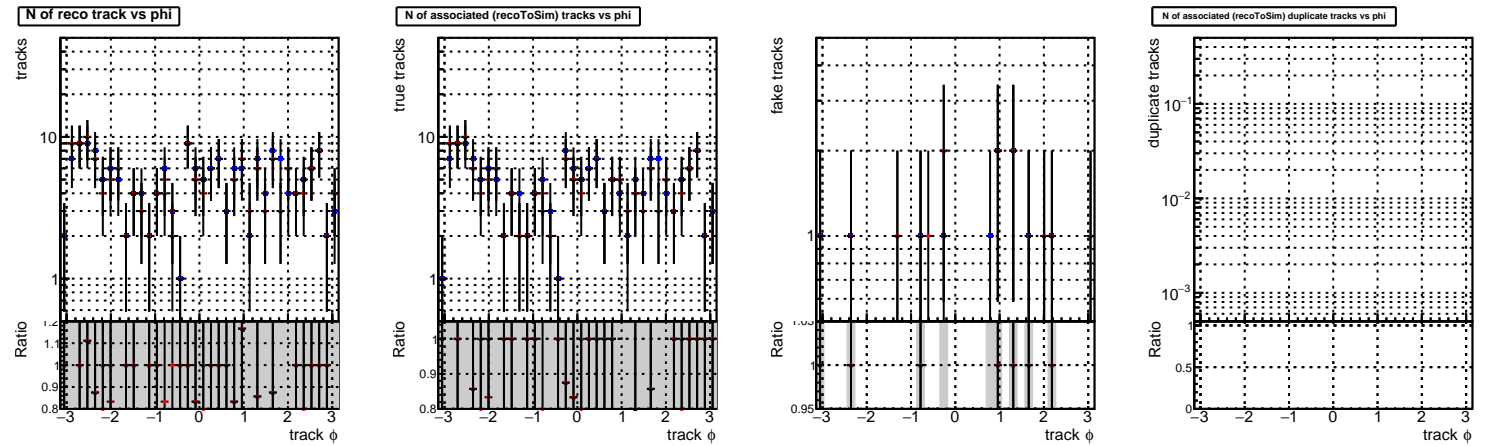 N of reco track vs phi
tracks
10
1
Ratio
1.2
1.1
1
0.9
0.8
−3 −2 −1 0 1 2 3
track ϕ
N of associated (recoToSim) tracks vs phi
true tracks
10
1
Ratio
1
0.9
0.8
−3 −2 −1 0 1 2 3
track ϕ
fake tracks
1
Ratio
1.05
1
0.95
−3 −2 −1 0 1 2 3
track ϕ
N of associated (recoToSim) duplicate tracks vs phi
duplicate tracks
10−1
10−2
10−3
Ratio
1
0.5
0
−3 −2 −1 0 1 2 3
track ϕ